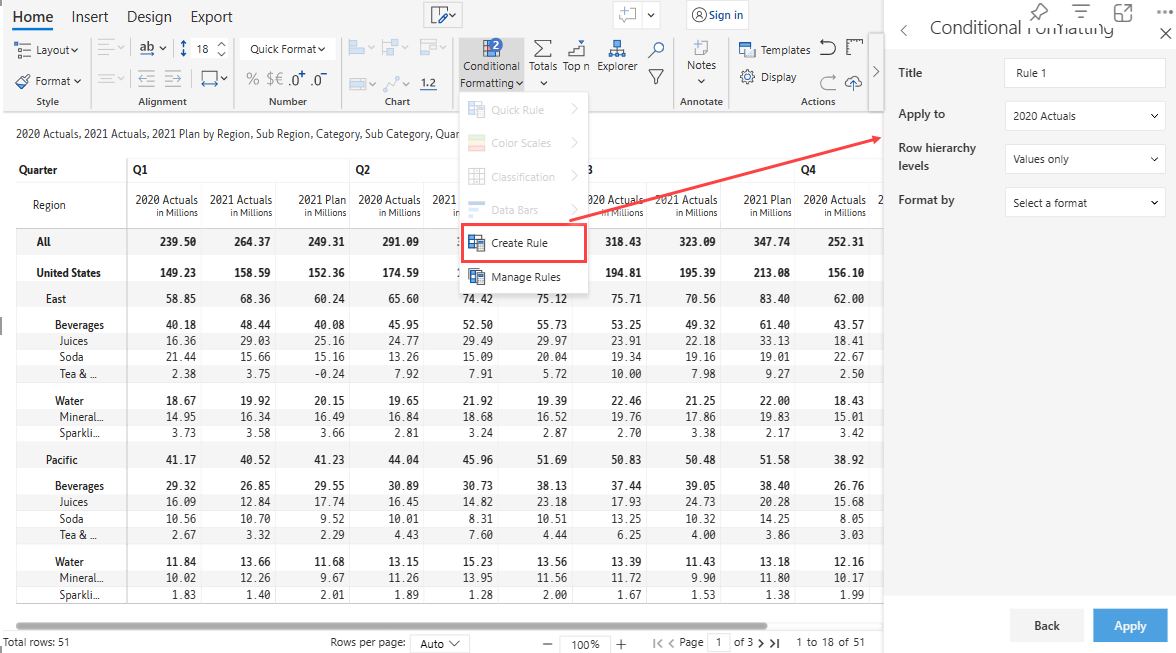 Home Insert Design Export
Sign in
Layout ab 18 Quick Format 2
Conditional Formatting Totals Top n Explorer Notes Templates
Format % $€ .0+ .0- 1.2 Display
Style Alignment Number Chart Annotate Actions
Quick Rule
Color Scales
Classification
Data Bars
Create Rule
Manage Rules
2020 Actuals, 2021 Actuals, 2021 Plan by Region, Sub Region, Category, Sub Category, Quar
Quarter Q1 Q2 3 Q4
Region 2020 Actuals 2021 Actuals 2021 Plan 2020 Actuals 2021 020 Actuals 2021 Actuals 2021 Plan 2020 Actuals 2
in Millions in Millions in Millions in Millions in n Millions in Millions in Millions in Millions
All 239.50 264.37 249.31 291.09 318.43 323.09 347.74 252.31
United States 149.23 158.59 152.36 174.59 194.81 195.39 213.08 156.10
East 58.85 68.36 60.24 65.60 74.42 75.12 75.71 70.56 83.40 62.00
Beverages 40.18 48.44 40.08 45.95 52.50 55.73 53.25 49.32 61.40 43.57
Juices 16.36 29.03 25.16 24.77 29.49 29.97 23.91 22.18 33.13 18.41
Soda 21.44 15.66 15.16 13.26 15.09 20.04 19.34 19.16 19.01 22.67
Tea & ... 2.38 3.75 -0.24 7.92 7.91 5.72 10.00 7.98 9.27 2.50
Water 18.67 19.92 20.15 19.65 21.92 19.39 22.46 21.25 22.00 18.43
Mineral... 14.95 16.34 16.49 16.84 18.68 16.52 19.76 17.86 19.83 15.01
Sparkli... 3.73 3.58 3.66 2.81 3.24 2.87 2.70 3.38 2.17 3.42
Pacific 41.17 40.52 41.23 44.04 45.96 51.69 50.83 50.48 51.58 38.92
Beverages 29.32 26.85 29.55 30.89 30.73 38.13 37.44 39.05 38.40 26.76
Juices 16.09 12.84 17.74 16.45 14.82 23.18 17.93 24.73 20.28 15.68
Soda 10.56 10.70 9.52 10.01 8.31 10.51 13.25 10.32 14.25 8.05
Tea & ... 2.67 3.32 2.29 4.43 7.60 4.44 6.25 4.00 3.86 3.03
Water 11.84 13.66 11.68 13.15 15.23 13.56 13.39 11.43 13.18 12.16
Mineral... 10.02 12.26 9.67 11.26 13.95 11.56 11.72 9.90 11.80 10.17
Sparkli... 1.83 1.40 2.01 1.89 1.28 2.00 1.67 1.53 1.38 1.99
Total rows: 51 Rows per page: Auto 100% Page 1 of 3 1 to 18 of 51
Conditional Formatting
Title Rule 1
Apply to 2020 Actuals
Row hierarchy levels Values only
Format by Select a format
Back Apply